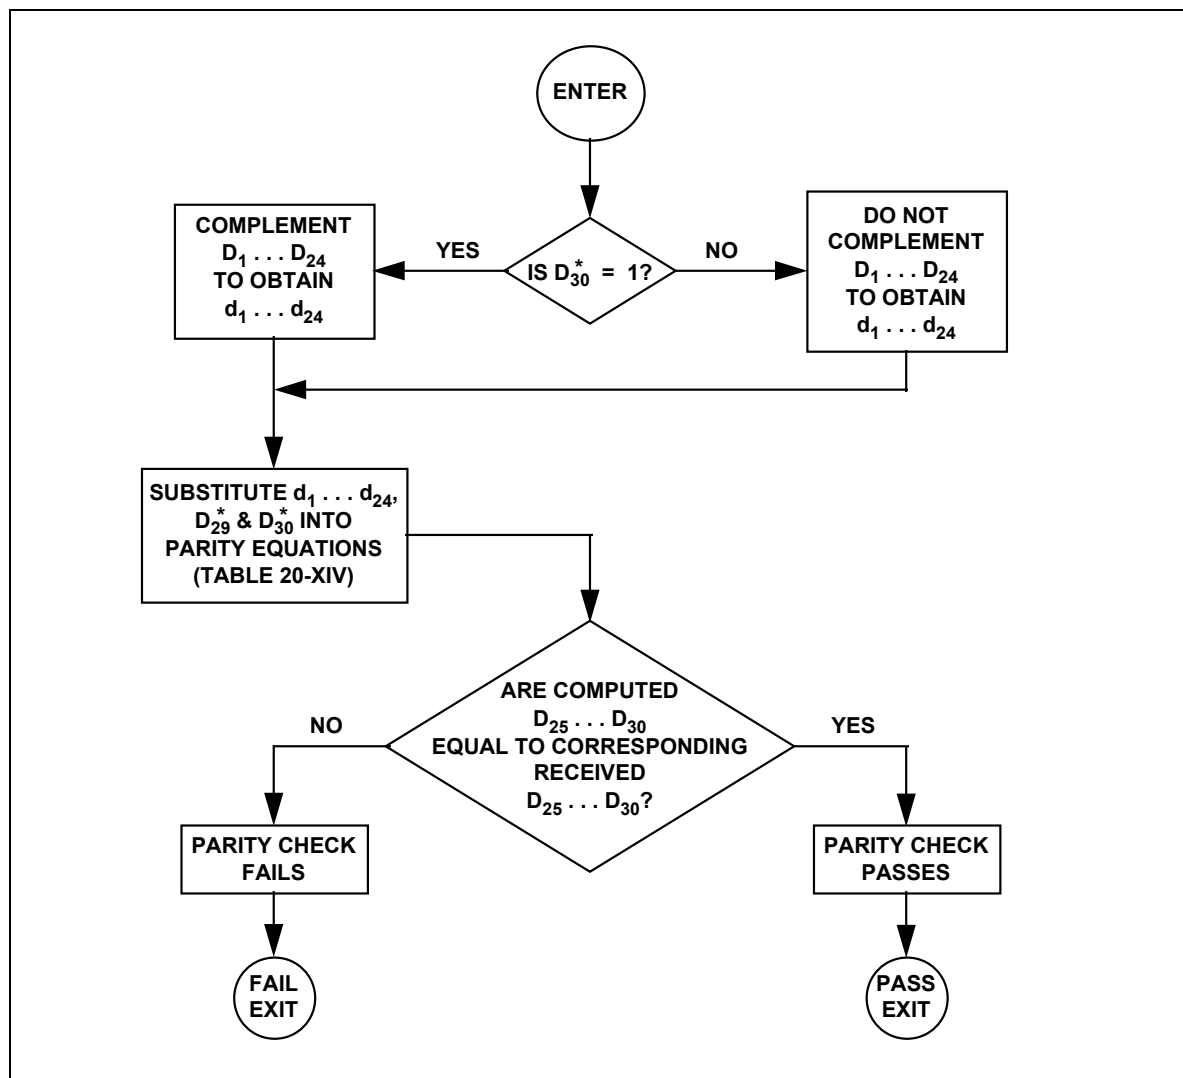 ENTER
COMPLEMENT
D₁ . . . D₂₄
TO OBTAIN
d₁ . . . d₂₄
YES
IS D*₃₀ = 1?
NO
DO NOT
COMPLEMENT
D₁ . . . D₂₄
TO OBTAIN
d₁ . . . d₂₄
SUBSTITUTE d₁ . . . d₂₄,
D*₂₉ & D*₃₀ INTO
PARITY EQUATIONS
(TABLE 20-XIV)
ARE COMPUTED
D₂₅ . . . D₃₀
EQUAL TO CORRESPONDING
RECEIVED
D₂₅ . . . D₃₀?
NO
YES
PARITY CHECK
FAILS
PARITY CHECK
PASSES
FAIL
EXIT
PASS
EXIT